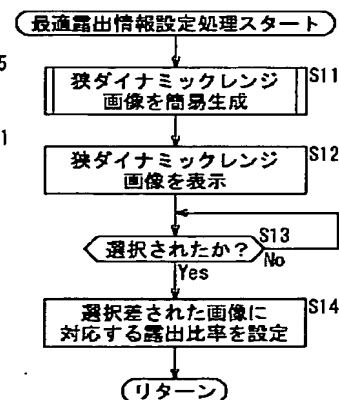 最適露出情報設定処理スタート
5
狭ダイナミックレンジ
画像を簡易生成
S11
1
狭ダイナミックレンジ
画像を表示
S12
選択されたか?
S13
No
Yes
選択差された画像に
対応する露出比率を設定
S14
リターン